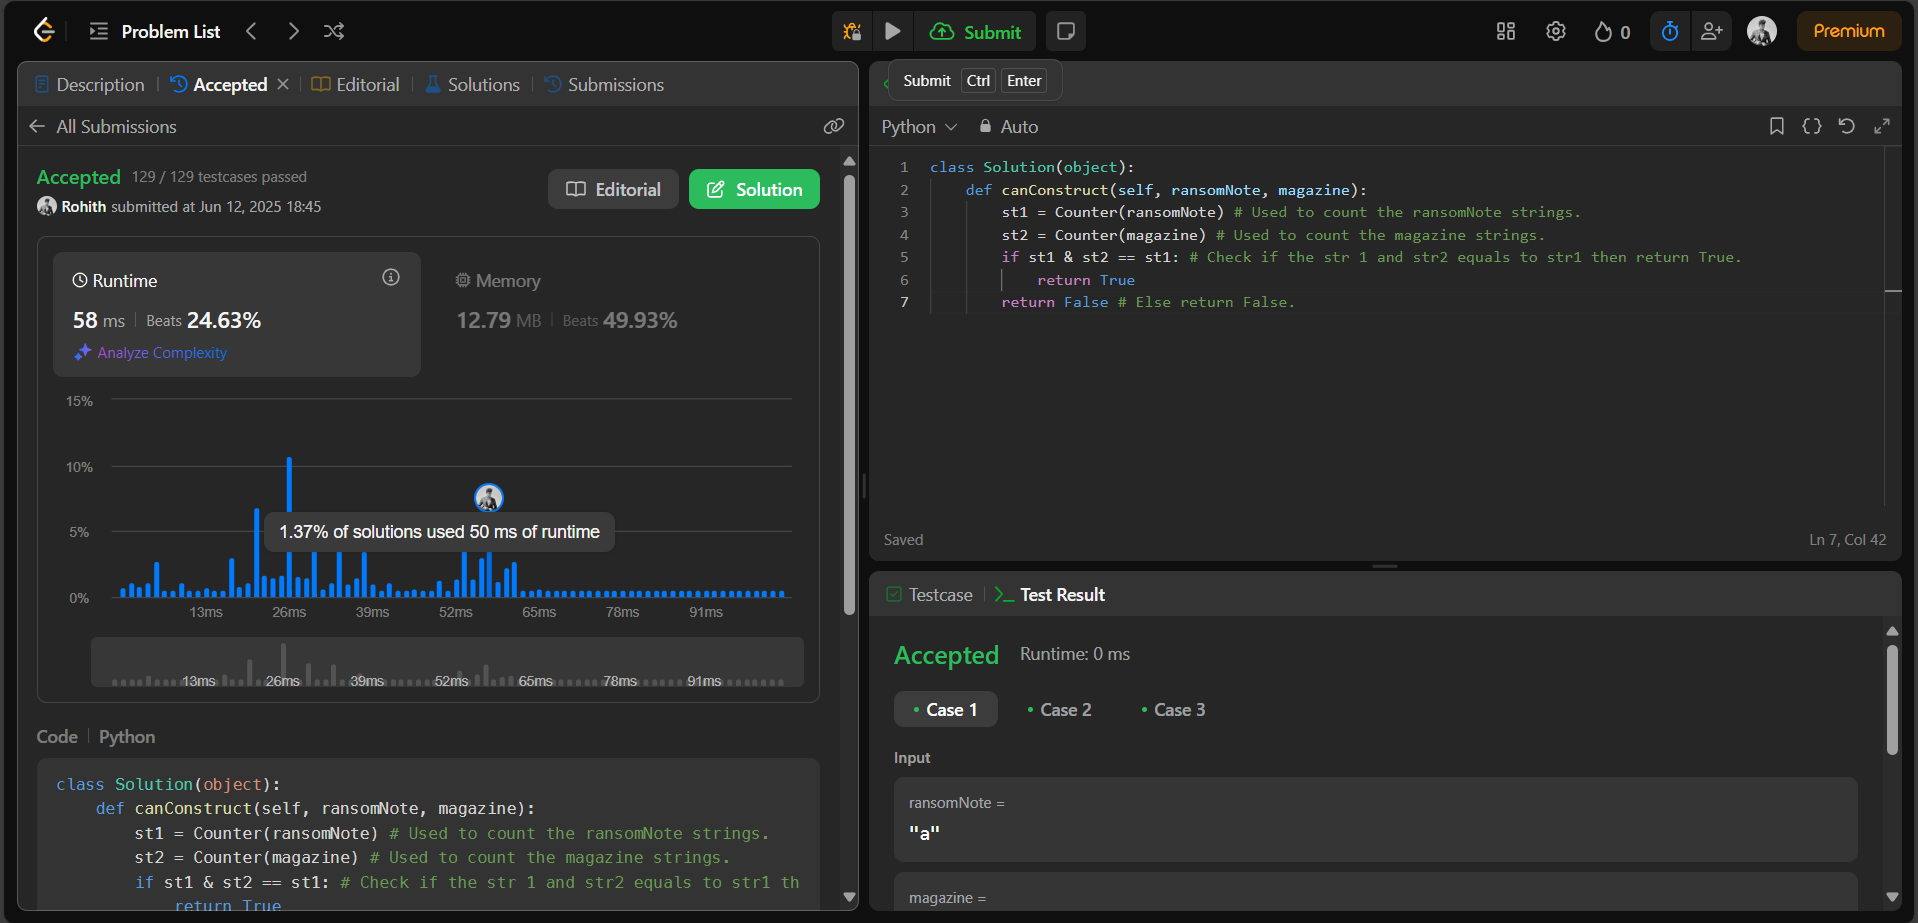 Problem List
Submit
0
Premium
Description
Accepted
Editorial
Solutions
Submissions
All Submissions
Accepted 129 / 129 testcases passed
Rohith submitted at Jun 12, 2025 18:45
Editorial
Solution
Runtime
58 ms Beats 24.63%
Analyze Complexity
Memory
12.79 MB Beats 49.93%
15%
10%
5%
0%
1.37% of solutions used 50 ms of runtime
13ms 26ms 39ms 52ms 65ms 78ms 91ms
13ms 26ms 39ms 52ms 65ms 78ms 91ms
Code Python
class Solution(object):
def canConstruct(self, ransomNote, magazine):
st1 = Counter(ransomNote) # Used to count the ransomNote strings.
st2 = Counter(magazine) # Used to count the magazine strings.
if st1 & st2 == st1: # Check if the str 1 and str2 equals to str1 th
return True
Submit Ctrl Enter
Python Auto
1 class Solution(object):
2 def canConstruct(self, ransomNote, magazine):
3 st1 = Counter(ransomNote) # Used to count the ransomNote strings.
4 st2 = Counter(magazine) # Used to count the magazine strings.
5 if st1 & st2 == st1: # Check if the str 1 and str2 equals to str1 then return True.
6 return True
7 return False # Else return False.
Saved
Ln 7, Col 42
Testcase
Test Result
Accepted Runtime: 0 ms
Case 1
Case 2
Case 3
Input
ransomNote =
"a"
magazine =